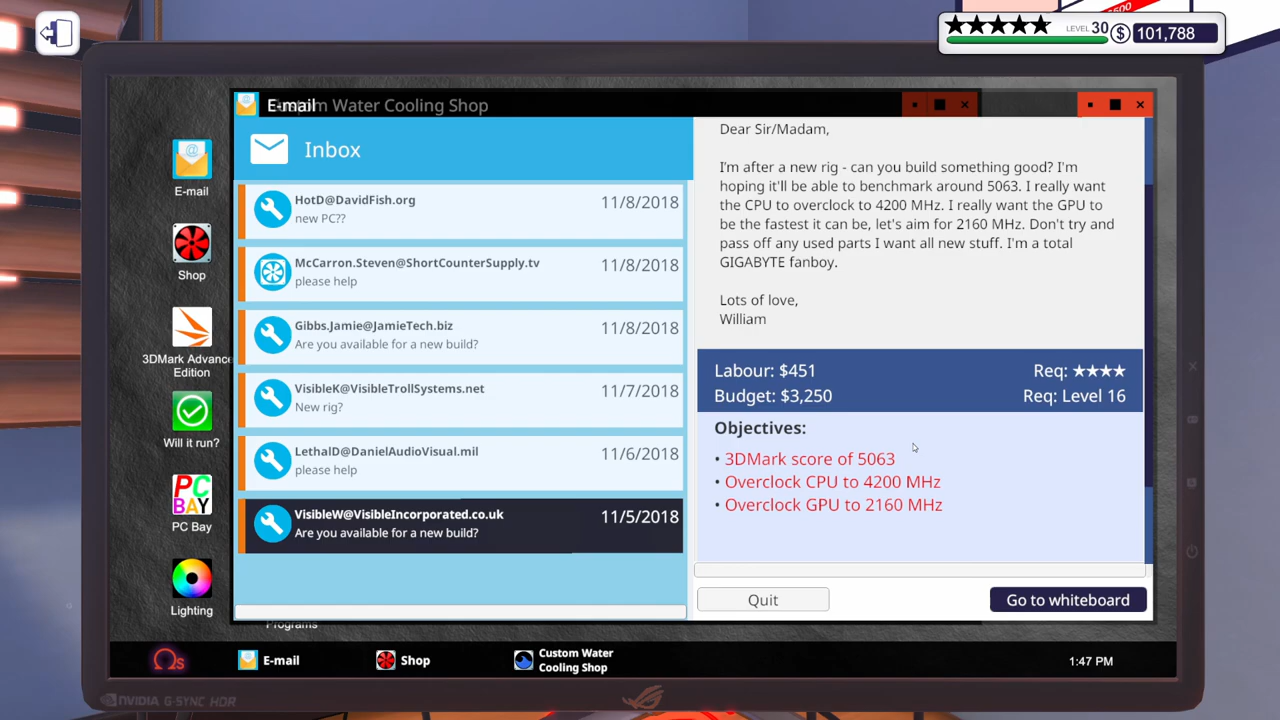 500
LEVEL 30 $ 101,788
E-mail
Water Cooling Shop
Inbox
HotD@DavidFish.org
new PC??
11/8/2018
McCarron.Steven@ShortCounterSupply.tv
please help
11/8/2018
Gibbs.Jamie@JamieTech.biz
Are you available for a new build?
11/8/2018
VisibleK@VisibleTrollSystems.net
New rig?
11/7/2018
LethalD@DanielAudioVisual.mil
please help
11/6/2018
VisibleW@VisibleIncorporated.co.uk
Are you available for a new build?
11/5/2018
Dear Sir/Madam,
I'm after a new rig - can you build something good? I'm
hoping it'll be able to benchmark around 5063. I really want
the CPU to overclock to 4200 MHz. I really want the GPU to
be the fastest it can be, let's aim for 2160 MHz. Don't try and
pass off any used parts I want all new stuff. I'm a total
GIGABYTE fanboy.
Lots of love,
William
Labour: $451
Req: ★★★★
Budget: $3,250
Req: Level 16
Objectives:
• 3DMark score of 5063
• Overclock CPU to 4200 MHz
• Overclock GPU to 2160 MHz
Quit
Go to whiteboard
E-mail
Shop
3DMark Advance
Edition
Will it run?
PC
BAY
PC Bay
Lighting
Programs
Ωs
E-mail
Shop
Custom Water
Cooling Shop
1:47 PM
NVIDIA G-SYNC HDR